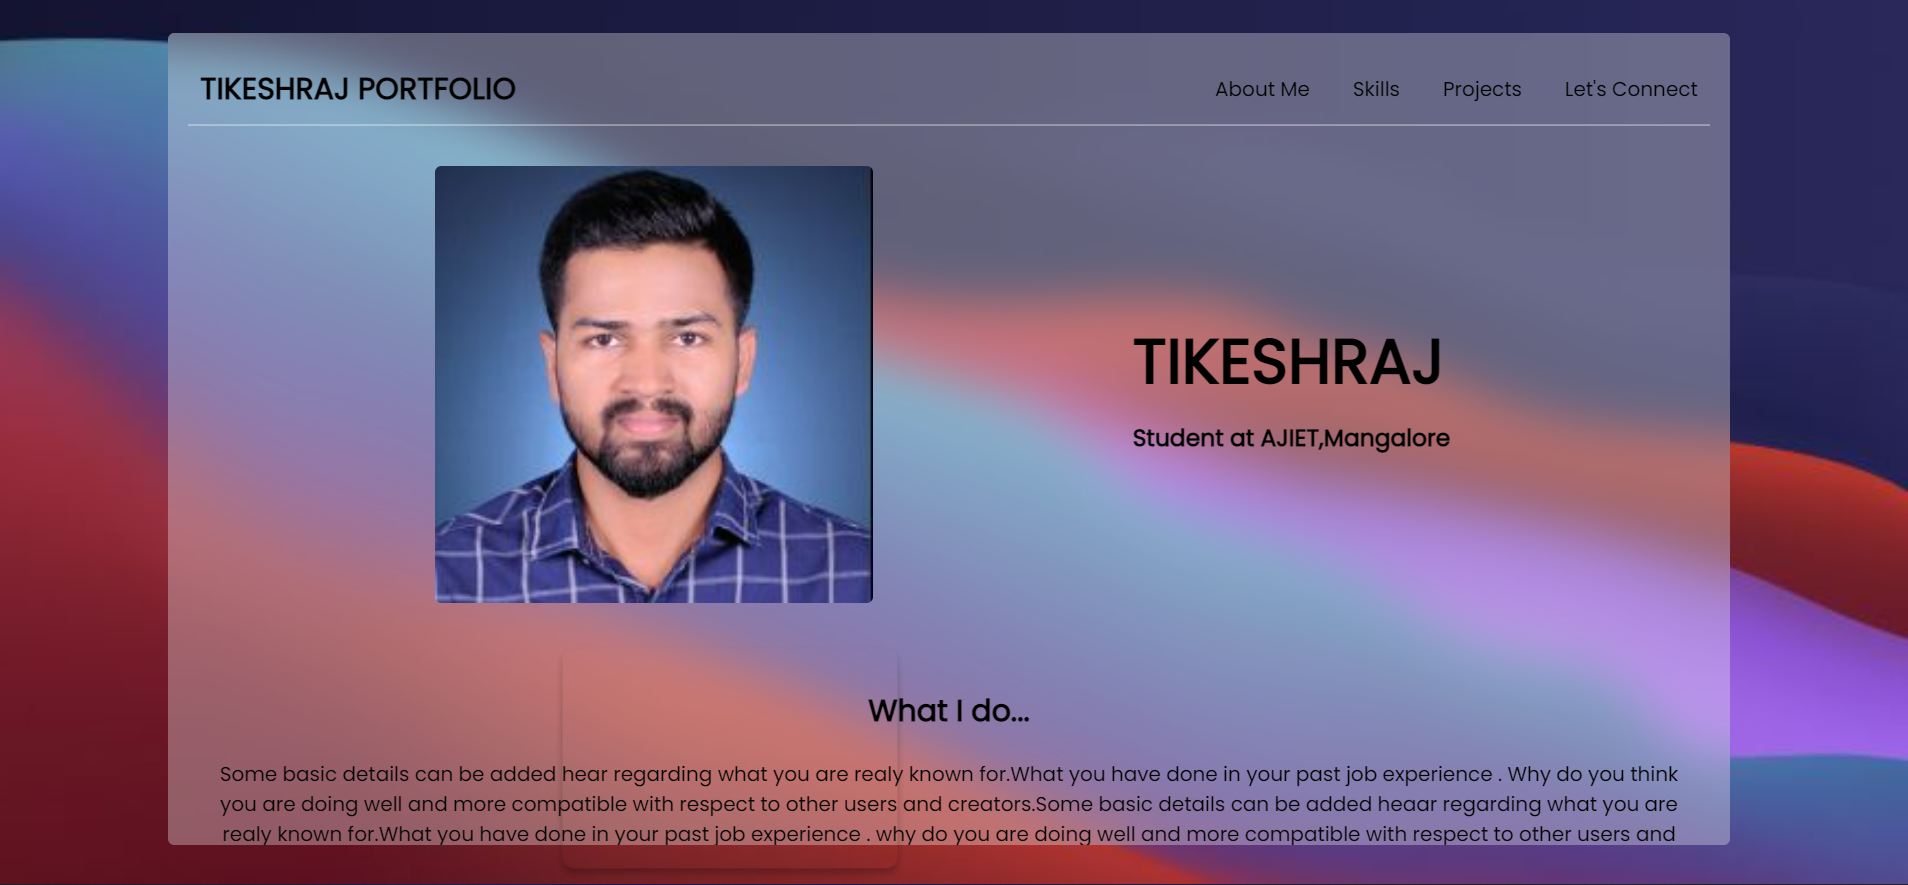 TIKESHRAJ PORTFOLIO
About Me
Skills
Projects
Let's Connect
TIKESHRAJ
Student at AJIET,Mangalore
What I do...
Some basic details can be added hear regarding what you are realy known for.What you have done in your past job experience . Why do you think
you are doing well and more compatible with respect to other users and creators.Some basic details can be added heaar regarding what you are
realy known for.What you have done in your past job experience . why do you are doing well and more compatible with respect to other users and